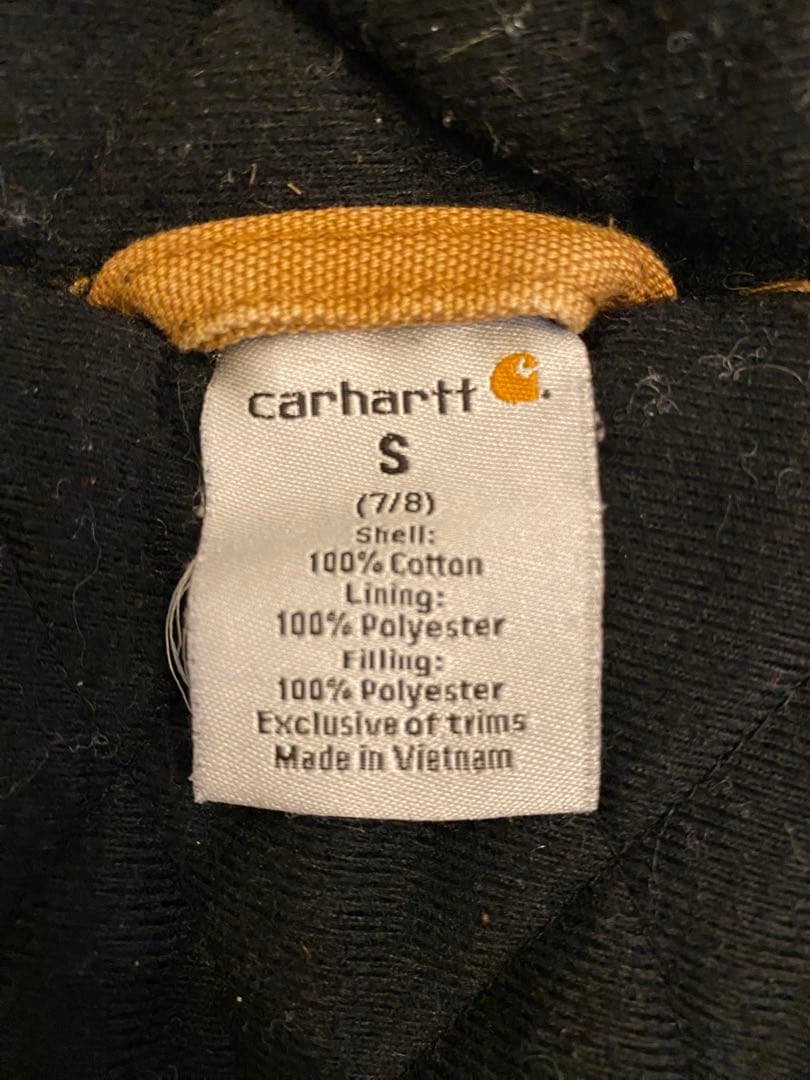 carhartt
S
(7/8)
Shell:
100% Cotton
Lining:
100% Polyester
Filling:
100% Polyester
Exclusive of trims
Made in Vietnam